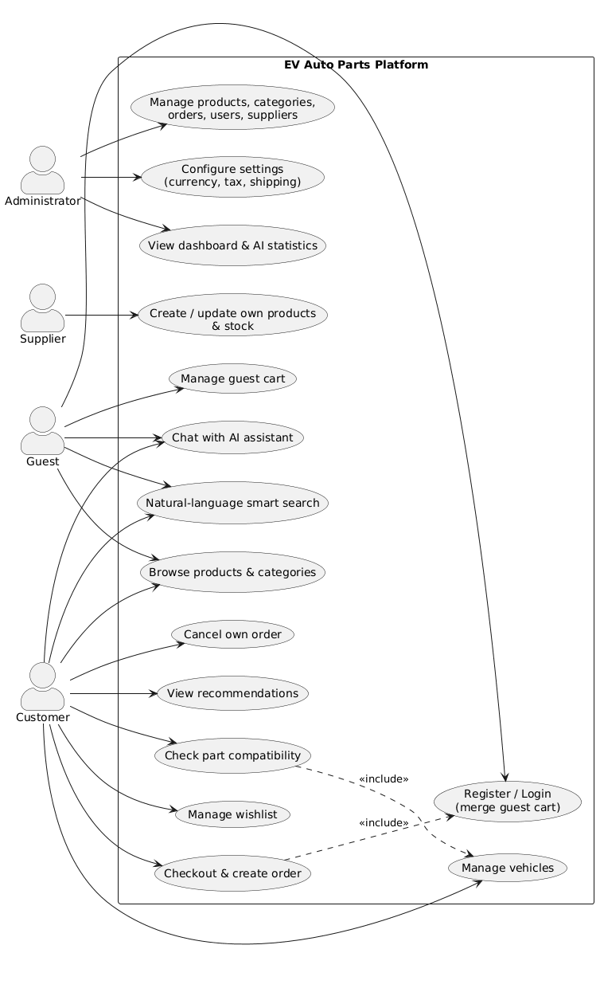 EV Auto Parts Platform
Manage products, categories,
orders, users, suppliers
Configure settings
(currency, tax, shipping)
Administrator
View dashboard & AI statistics
Create / update own products
& stock
Supplier
Manage guest cart
Chat with AI assistant
Guest
Natural-language smart search
Browse products & categories
Cancel own order
View recommendations
Customer
Check part compatibility
«include»
Register / Login
(merge guest cart)
Manage wishlist
«include»
Manage vehicles
Checkout & create order